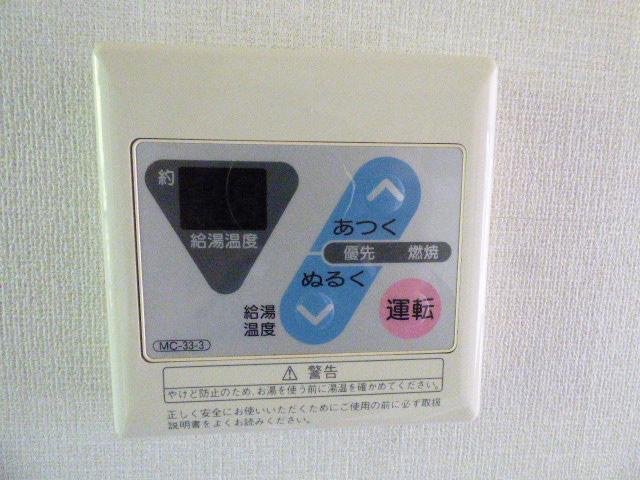 約
給湯温度
あつく
優先 燃焼
ぬるく
給湯
温度
運転
MC-33-3
警告
やけど防止のため、お湯を使う前に湯温を確かめてください。
正しく安全にお使いいただくためにご使用の前に必ず取扱
説明書をよくお読みください。